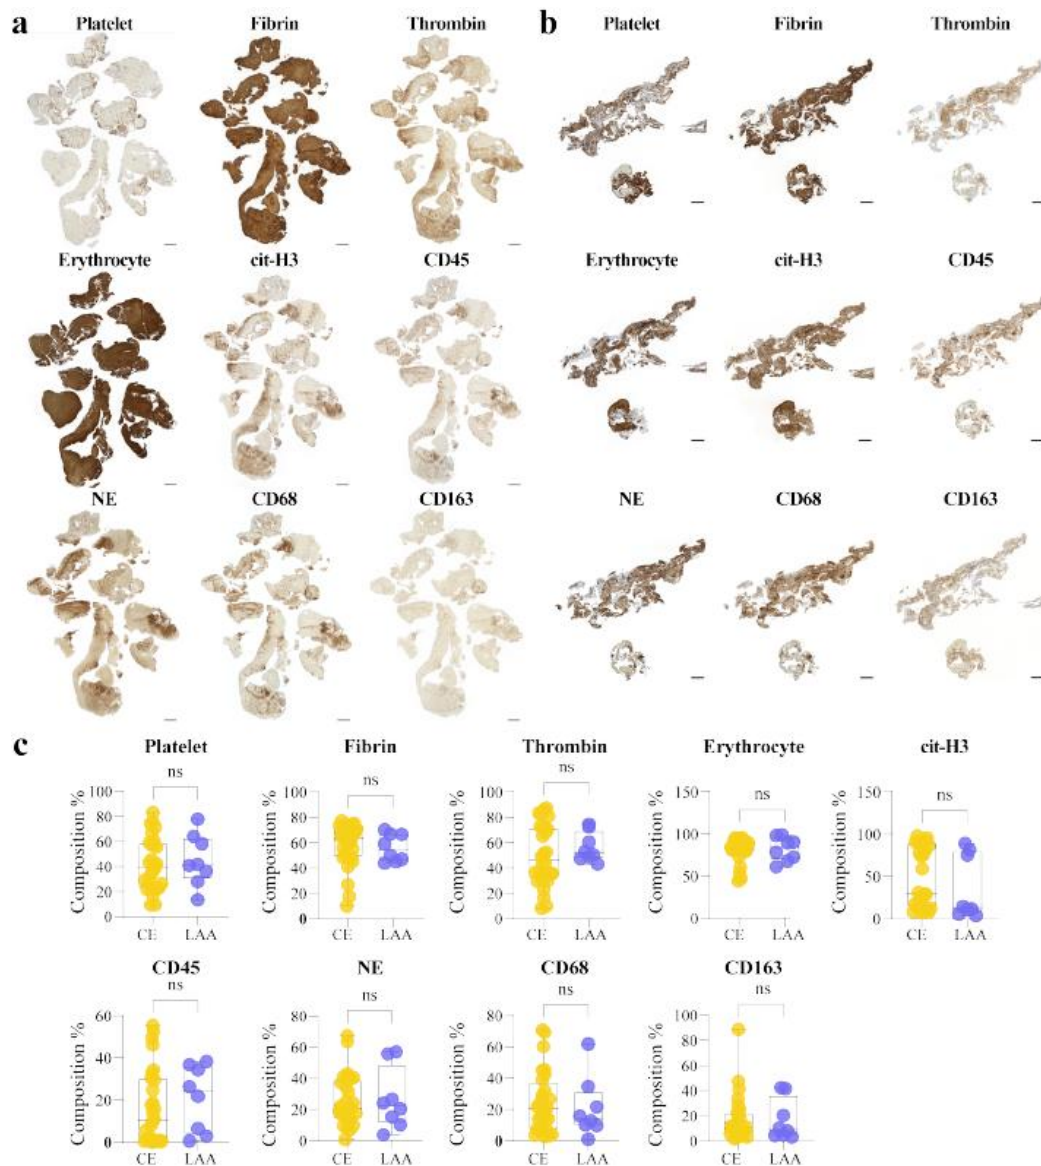 a
Platelet Fibrin Thrombin
Erythrocyte cit-H3 CD45
NE CD68 CD163
b
Platelet Fibrin Thrombin
Erythrocyte cit-H3 CD45
NE CD68 CD163
c
Platelet
ns
Composition %
100
80
60
40
20
0
CE LAA
Fibrin
ns
Composition %
100
80
60
40
20
0
CE LAA
Thrombin
ns
Composition %
100
80
60
40
20
0
CE LAA
Erythrocyte
ns
Composition %
150
100
50
0
CE LAA
cit-H3
ns
Composition %
150
100
50
0
CE LAA
CD45
ns
Composition %
60
40
20
0
CE LAA
NE
ns
Composition %
80
60
40
20
0
CE LAA
CD68
ns
Composition %
80
60
40
20
0
CE LAA
CD163
ns
Composition %
100
80
60
40
20
0
CE LAA